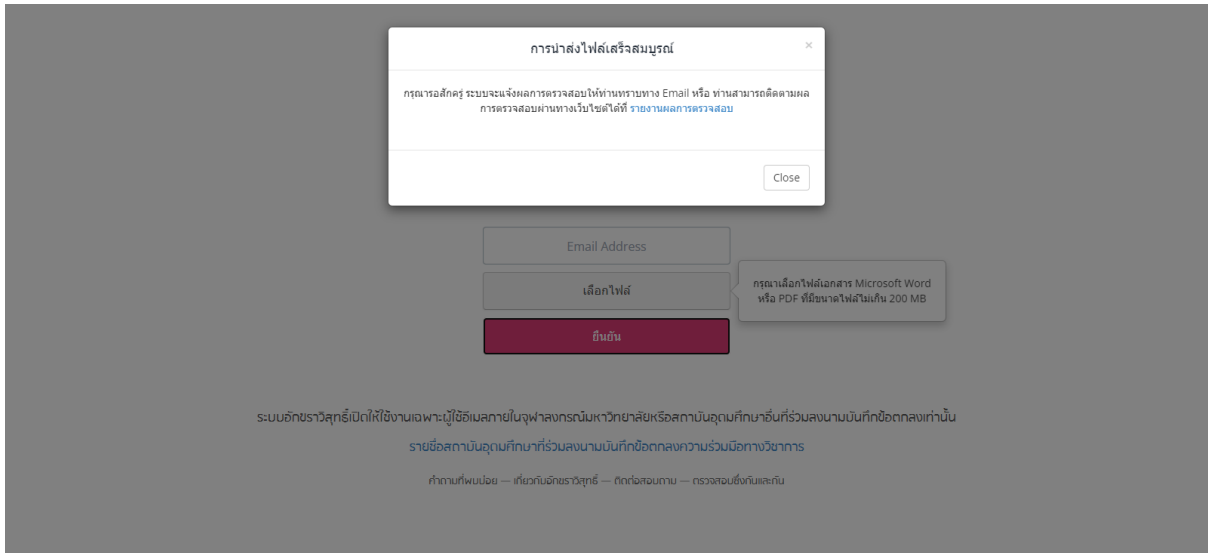 การนำส่งไฟล์เสร็จสมบูรณ์
×
กรุณารอสักครู่ ระบบจะแจ้งผลการตรวจสอบให้ท่านทราบทาง Email หรือ ท่านสามารถติดตามผล
การตรวจสอบผ่านทางเว็บไซต์ได้ที่ รายงานผลการตรวจสอบ
Close
Email Address
เลือกไฟล์
กรุณาเลือกไฟล์เอกสาร Microsoft Word
หรือ PDF ที่มีขนาดไฟล์ไม่เกิน 200 MB
ยืนยัน
ระบบอักขราวิสุทธิ์เปิดให้ใช้งานเฉพาะผู้ใช้อีเมลภายในจุฬาลงกรณ์มหาวิทยาลัยหรือสถาบันอุดมศึกษาอื่นที่ร่วมลงนามบันทึกข้อตกลงเท่านั้น
รายชื่อสถาบันอุดมศึกษาที่ร่วมลงนามบันทึกข้อตกลงความร่วมมือทางวิชาการ
คำถามที่พบบ่อย — เกี่ยวกับอักขราวิสุทธิ์ — ติดต่อสอบถาม — ตรวจสอบซึ่งกันและกัน